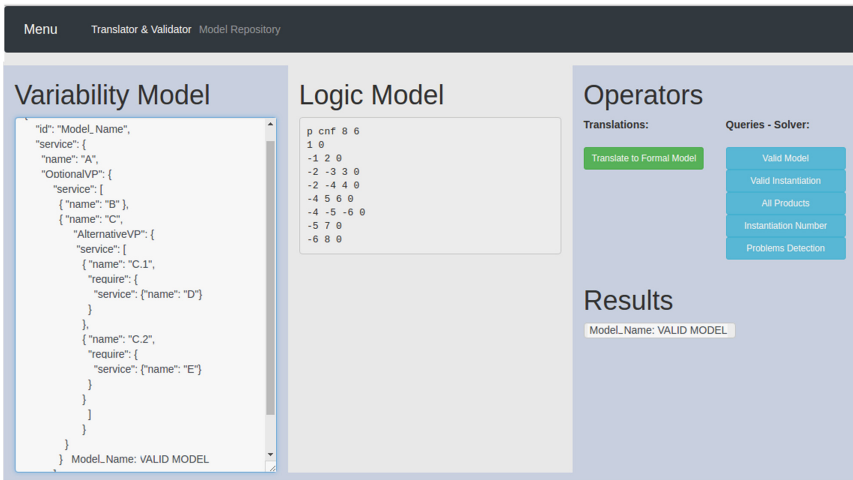 Menu Translator & Validator Model Repository
Variability Model
{
"id": "Model_Name",
"service": {
"name": "A",
"OotionalVP": {
"service": [
{ "name": "B" },
{ "name": "C",
"AlternativeVP": {
"service": [
{ "name": "C.1",
"require": {
"service": {"name": "D"}
}
},
{ "name": "C.2",
"require": {
"service": {"name": "E"}
}
}
]
}
}
} Model_Name: VALID MODEL
Logic Model
p cnf 8 6
1 0
-1 2 0
-2 -3 3 0
-2 -4 4 0
-4 5 6 0
-4 -5 -6 0
-5 7 0
-6 8 0
Operators
Translations:
Translate to Formal Model
Queries - Solver:
Valid Model
Valid Instantiation
All Products
Instantiation Number
Problems Detection
Results
Model_Name: VALID MODEL